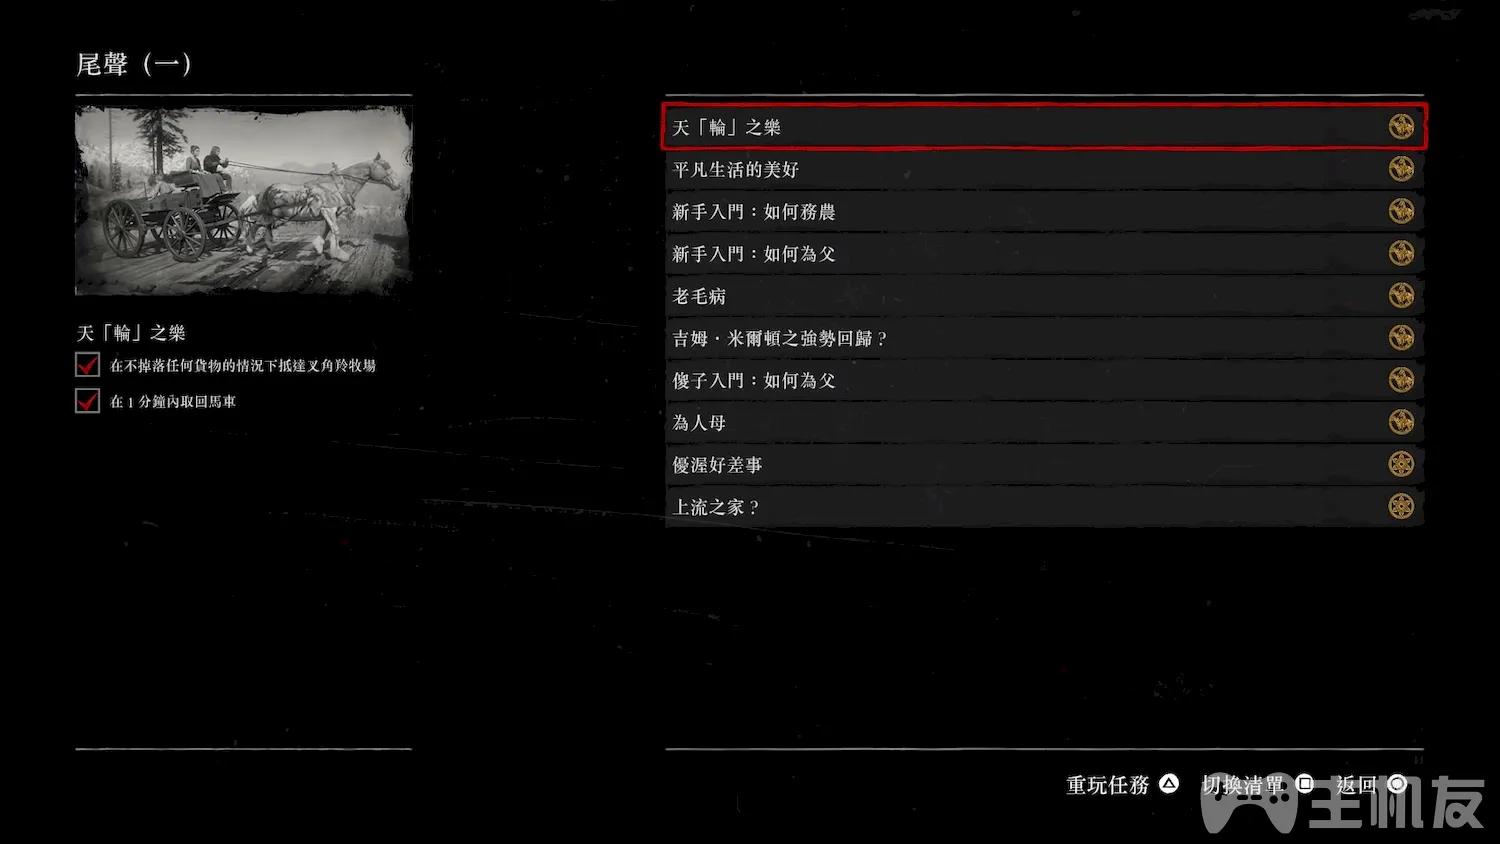 尾聲（一）
天「輪」之樂
在不掉落任何貨物的情況下抵達叉角羚牧場
在 1 分鐘內取回馬車
天「輪」之樂
平凡生活的美好
新手入門：如何務農
新手入門：如何為父
老毛病
吉姆・米爾頓之強勢回歸？
傻子入門：如何為父
為人母
優渥好差事
上流之家？
重玩任務 切換清單 返回
主机友